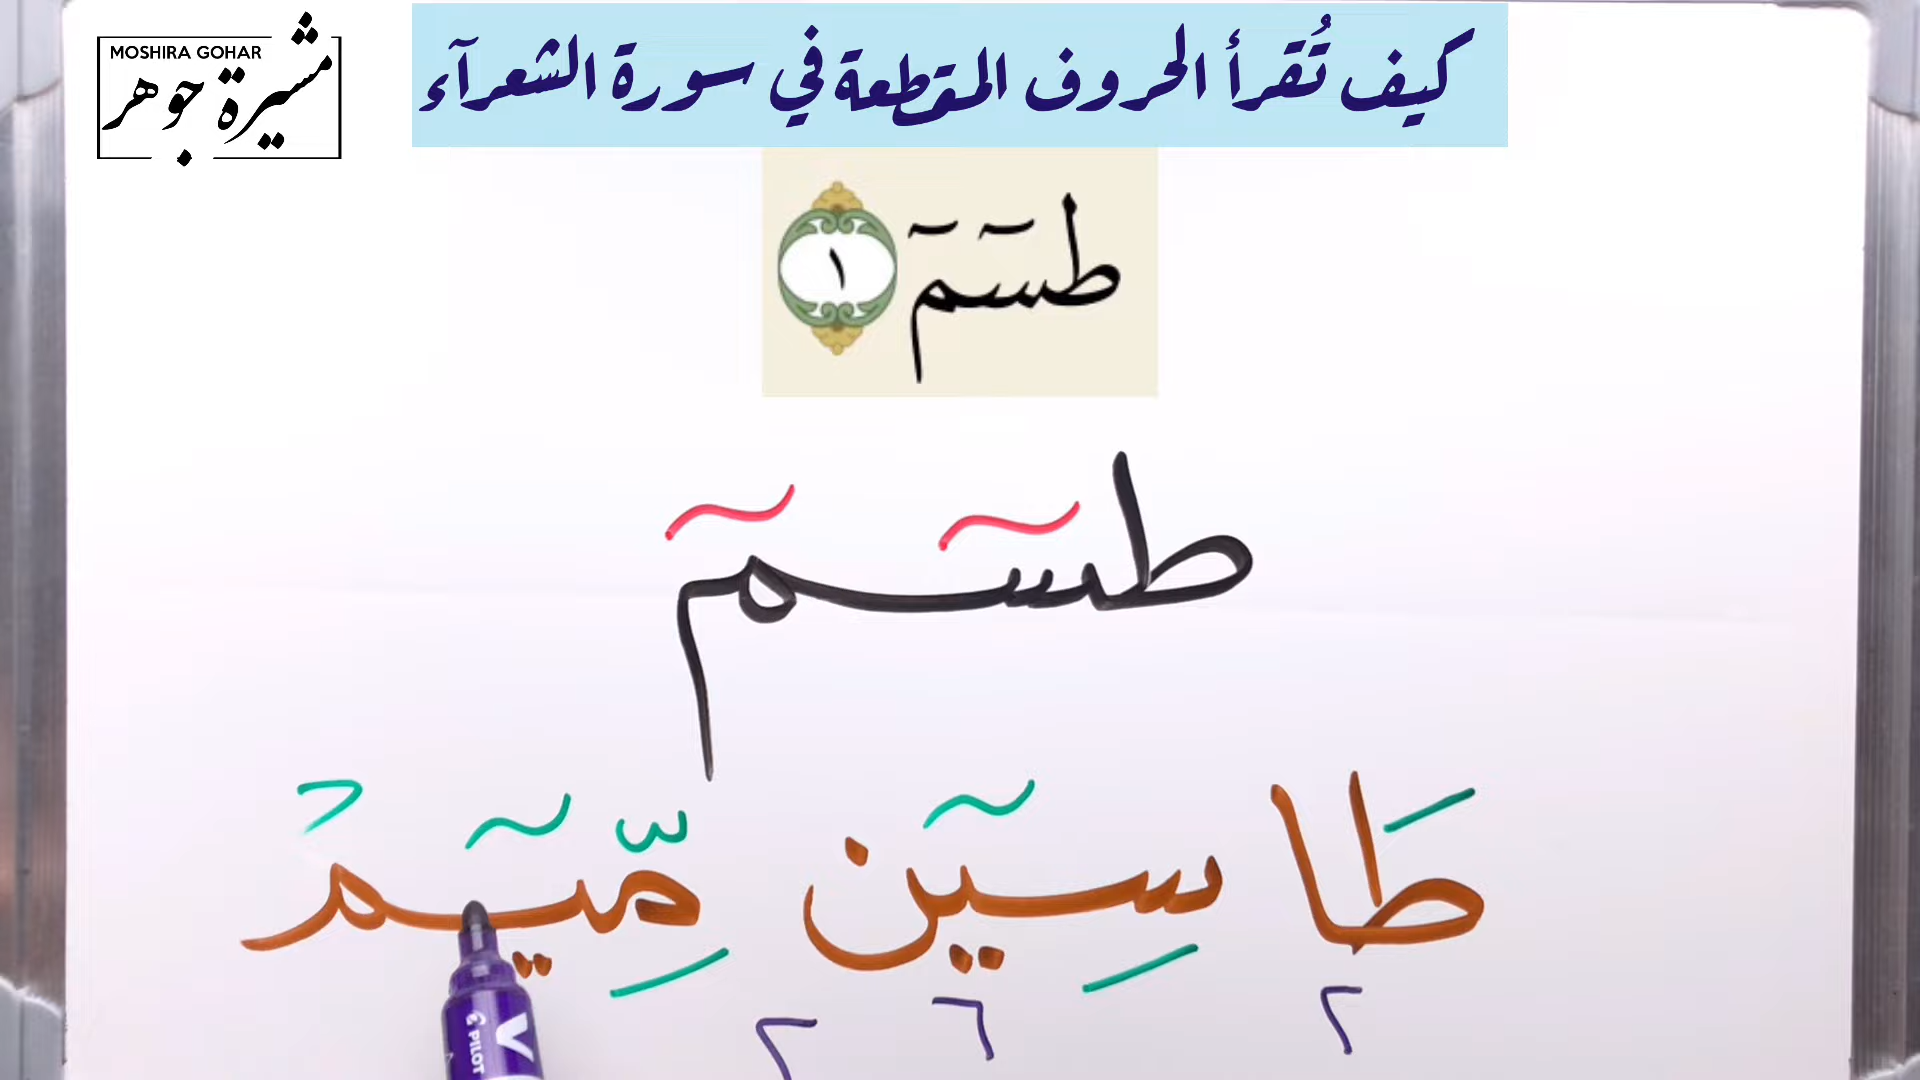 MOSHIRA GOHAR
مشيرة جوهر
كيف تُقرأ الحروف المقطعة في سورة الشعرآء
طسٓمٓ ١
طسٓمٓ
طَا سِيٓن مِّيٓمْ
٢ ٦ ٢
V PILOT